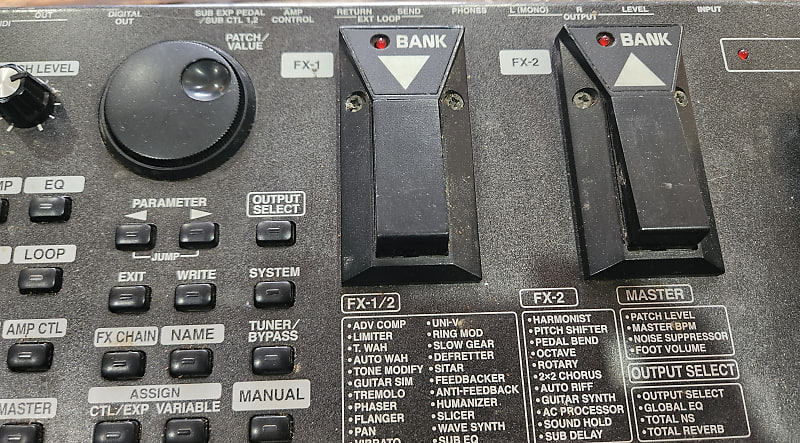 OUT
DIGITAL
OUT
SUB EXP PEDAL
/SUB CTL 1,2
AMP
CONTROL
RETURN
SEND
EXT LOOP
PHONES
L (MONO)
R
OUTPUT
LEVEL
INPUT
PATCH/
VALUE
FX-1
BANK
FX-2
BANK
LEVEL
EQ
PARAMETER
JUMP
OUTPUT
SELECT
LOOP
EXIT
WRITE
SYSTEM
AMP CTL
FX CHAIN
NAME
TUNER/
BYPASS
ASSIGN
MASTER
CTL/EXP
VARIABLE
MANUAL
FX-1/2
• ADV COMP
• LIMITER
• T. WAH
• AUTO WAH
• TONE MODIFY
• GUITAR SIM
• TREMOLO
• PHASER
• FLANGER
• PAN
• VIBRATO
• UNI-V
• RING MOD
• SLOW GEAR
• DEFRETTER
• SITAR
• FEEDBACKER
• ANTI-FEEDBACK
• HUMANIZER
• SLICER
• WAVE SYNTH
• SUB EQ
FX-2
• HARMONIST
• PITCH SHIFTER
• PEDAL BEND
• OCTAVE
• ROTARY
• 2×2 CHORUS
• AUTO RIFF
• GUITAR SYNTH
• AC PROCESSOR
• SOUND HOLD
• SUB DELAY
MASTER
• PATCH LEVEL
• MASTER BPM
• NOISE SUPPRESSOR
• FOOT VOLUME
OUTPUT SELECT
• OUTPUT SELECT
• GLOBAL EQ
• TOTAL NS
• TOTAL REVERB